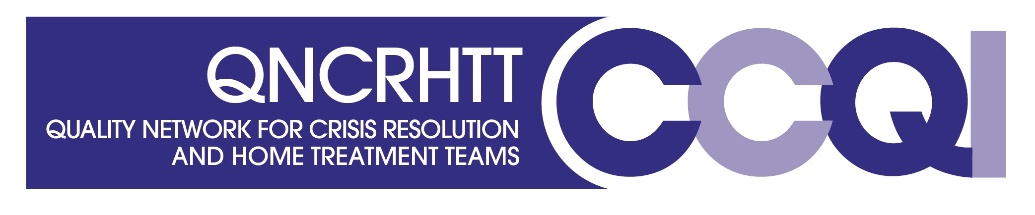 QNCRHTT
QUALITY NETWORK FOR CRISIS RESOLUTION
AND HOME TREATMENT TEAMS
CCQI